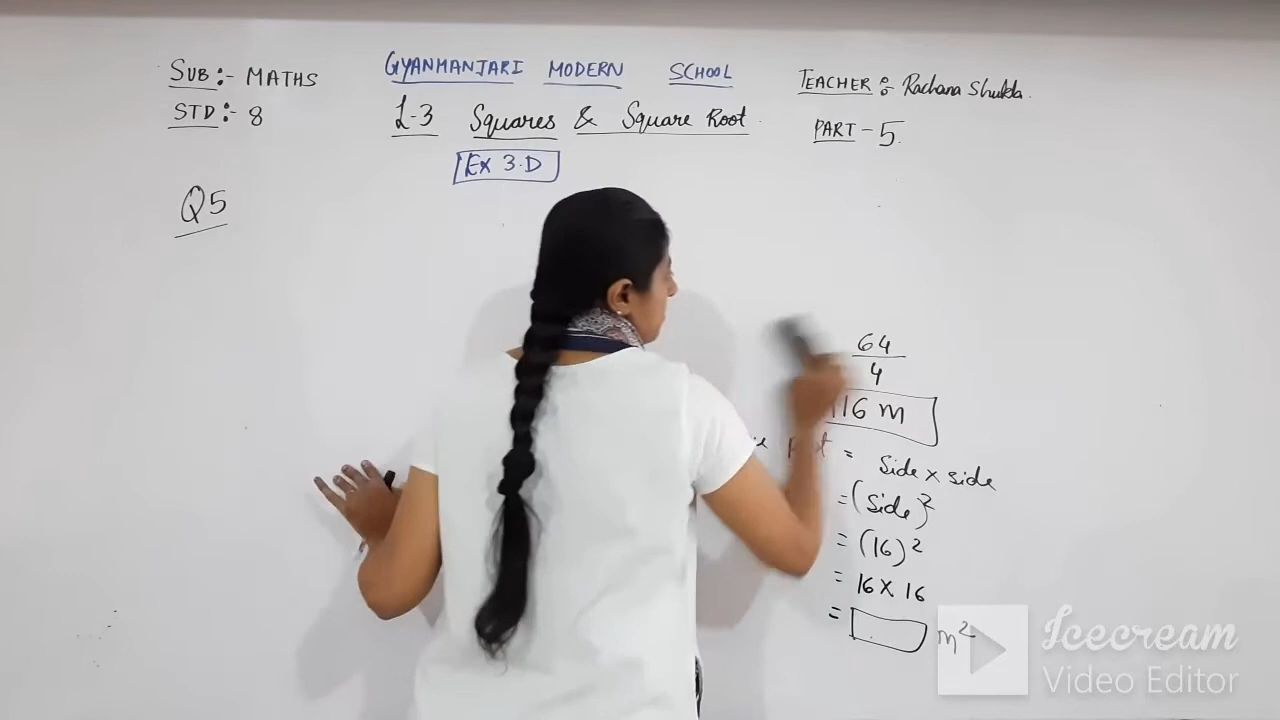 SUB:- MATHS
GYANMANJARI MODERN SCHOOL
TEACHER :- Rachana Shukla.
STD:- 8
L-3 Squares & Square Root.
PART - 5.
Ex 3.D
Q5
64
4
16 m
= Side x side
= (side)²
= (16)²
= 16 x 16
= m²
Icecream
Video Editor